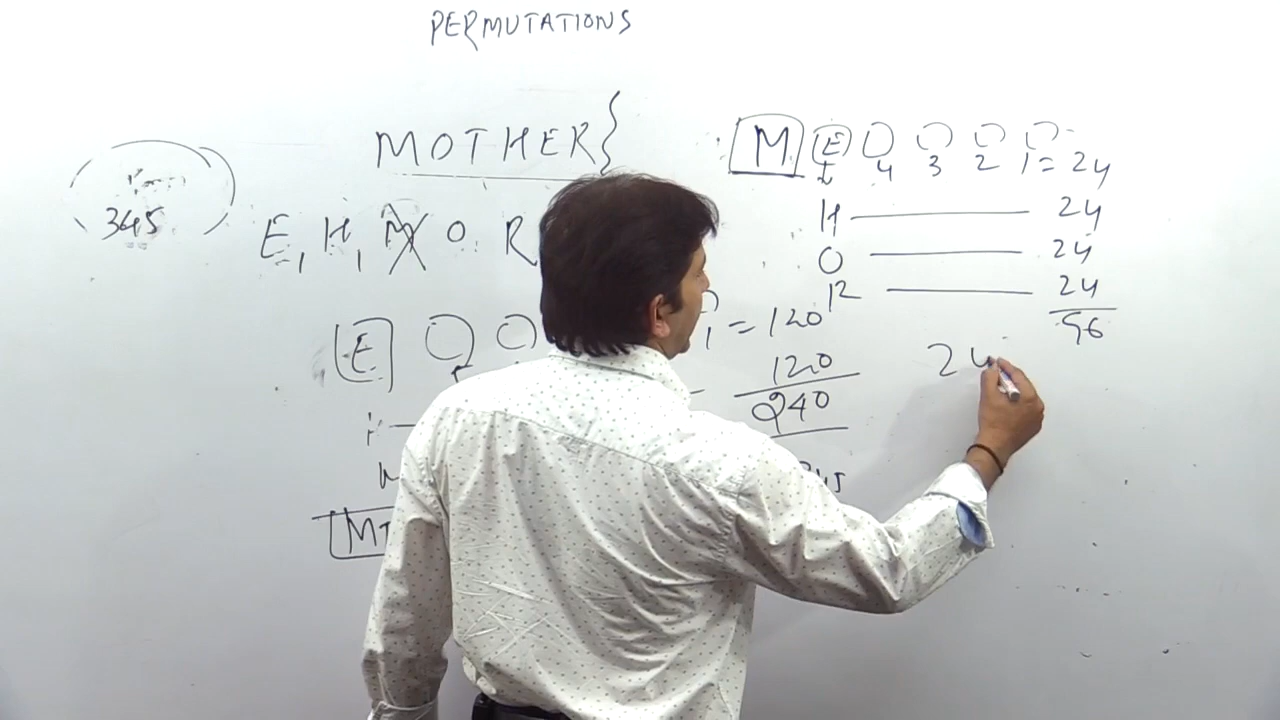 PERMUTATIONS
MOTHER}
M E 4 3 2 1 = 24
345
E, H, M O R
H 24
O 24
R 24
96
E 1 = 120
120
240
H
M
24